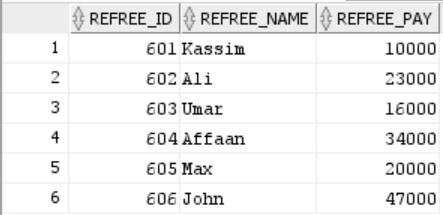 REFREE_ID REFREE_NAME REFREE_PAY
1 601 Kassim 10000
2 602 Ali 23000
3 603 Umar 16000
4 604 Affaan 34000
5 605 Max 20000
6 606 John 47000